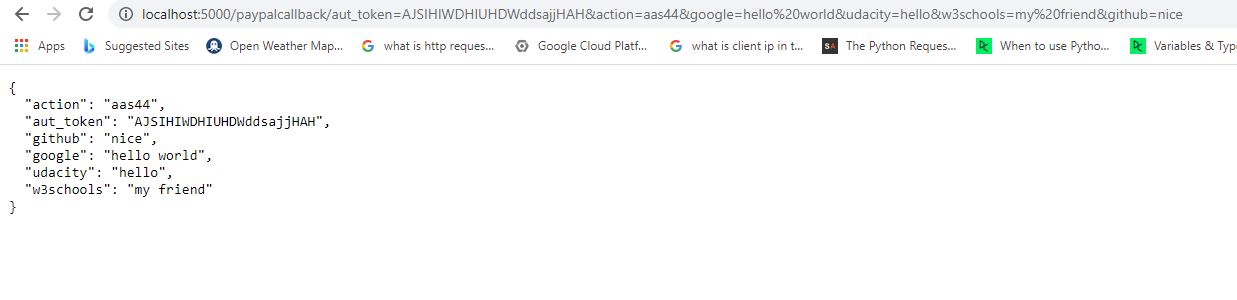 localhost:5000/paypalcallback/aut_token=AJSIHIWDHIUHDWddsajjHAH&action=aas44&google=hello%20world&udacity=hello&w3schools=my%20friend&github=nice
Apps Suggested Sites Open Weather Map... what is http reques... Google Cloud Platf... what is client ip in t... SA The Python Reques... DC When to use Pytho... DC Variables & Typ
{
"action": "aas44",
"aut_token": "AJSIHIWDHIUHDWddsajjHAH",
"github": "nice",
"google": "hello world",
"udacity": "hello",
"w3schools": "my friend"
}